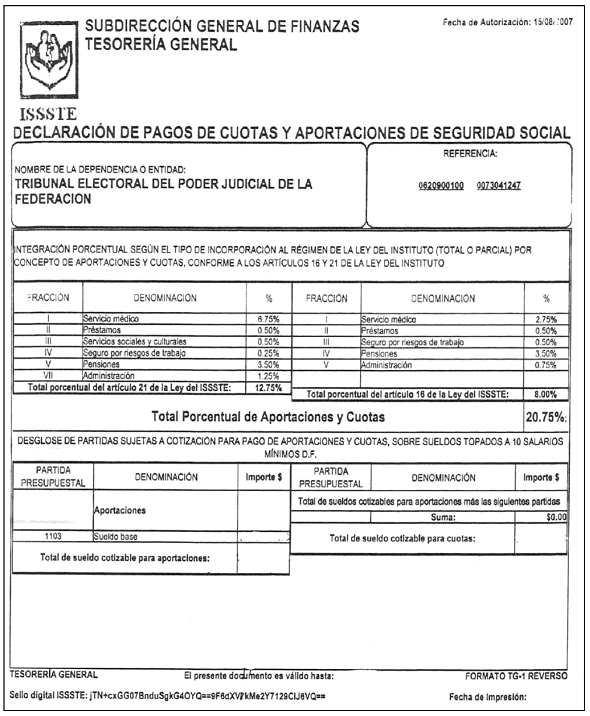 SUBDIRECCIÓN GENERAL DE FINANZAS
TESORERÍA GENERAL
Fecha de Autorización: 15/08/2007
ISSSTE
DECLARACIÓN DE PAGOS DE CUOTAS Y APORTACIONES DE SEGURIDAD SOCIAL
NOMBRE DE LA DEPENDENCIA O ENTIDAD:
TRIBUNAL ELECTORAL DEL PODER JUDICIAL DE LA
FEDERACION
REFERENCIA:
0620900100 0073041247
INTEGRACIÓN PORCENTUAL SEGÚN EL TIPO DE INCORPORACIÓN AL RÉGIMEN DE LA LEY DEL INSTITUTO (TOTAL O PARCIAL) POR
CONCEPTO DE APORTACIONES Y CUOTAS, CONFORME A LOS ARTÍCULOS 16 Y 21 DE LA LEY DEL INSTITUTO
FRACCIÓN DENOMINACIÓN % FRACCIÓN DENOMINACIÓN %
I Servicio médico 6.75% I Servicio médico 2.75%
II Préstamos 0.50% II Préstamos 0.50%
III Servicios sociales y culturales 0.50% III Seguro por riesgos de trabajo 0.50%
IV Seguro por riesgos de trabajo 0.25% IV Pensiones 3.50%
V Pensiones 3.50% V Administración 0.75%
VII Administración 1.25%
Total porcentual del artículo 21 de la Ley del ISSSTE: 12.75% Total porcentual del artículo 16 de la Ley del ISSSTE: 8.00%
Total Porcentual de Aportaciones y Cuotas 20.75%
DESGLOSE DE PARTIDAS SUJETAS A COTIZACIÓN PARA PAGO DE APORTACIONES Y CUOTAS, SOBRE SUELDOS TOPADOS A 10 SALARIOS
MÍNIMOS D.F.
PARTIDA PRESUPUESTAL DENOMINACIÓN Importe $ PARTIDA PRESUPUESTAL DENOMINACIÓN Importe $
Aportaciones
Total de sueldos cotizables para aportaciones más las siguientes partidas
Suma: $0.00
1103 Sueldo base
Total de sueldo cotizable para cuotas:
Total de sueldo cotizable para aportaciones:
TESORERÍA GENERAL El presente documento es válido hasta: FORMATO TG-1 REVERSO
Sello digital ISSSTE: Fecha de Impresión: